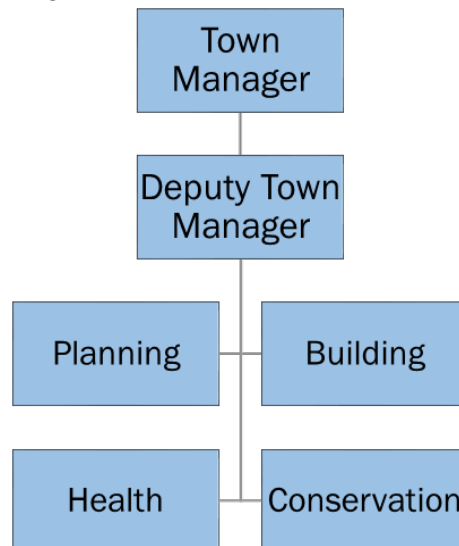 Town
Manager
Deputy Town
Manager
Planning
Building
Health
Conservation